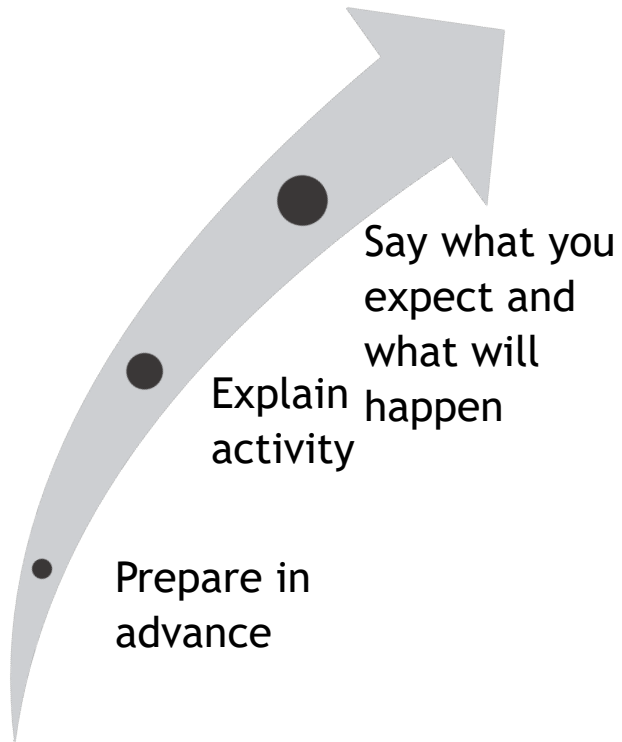 Say what you
expect and
what will
happen
Explain
activity
Prepare in
advance